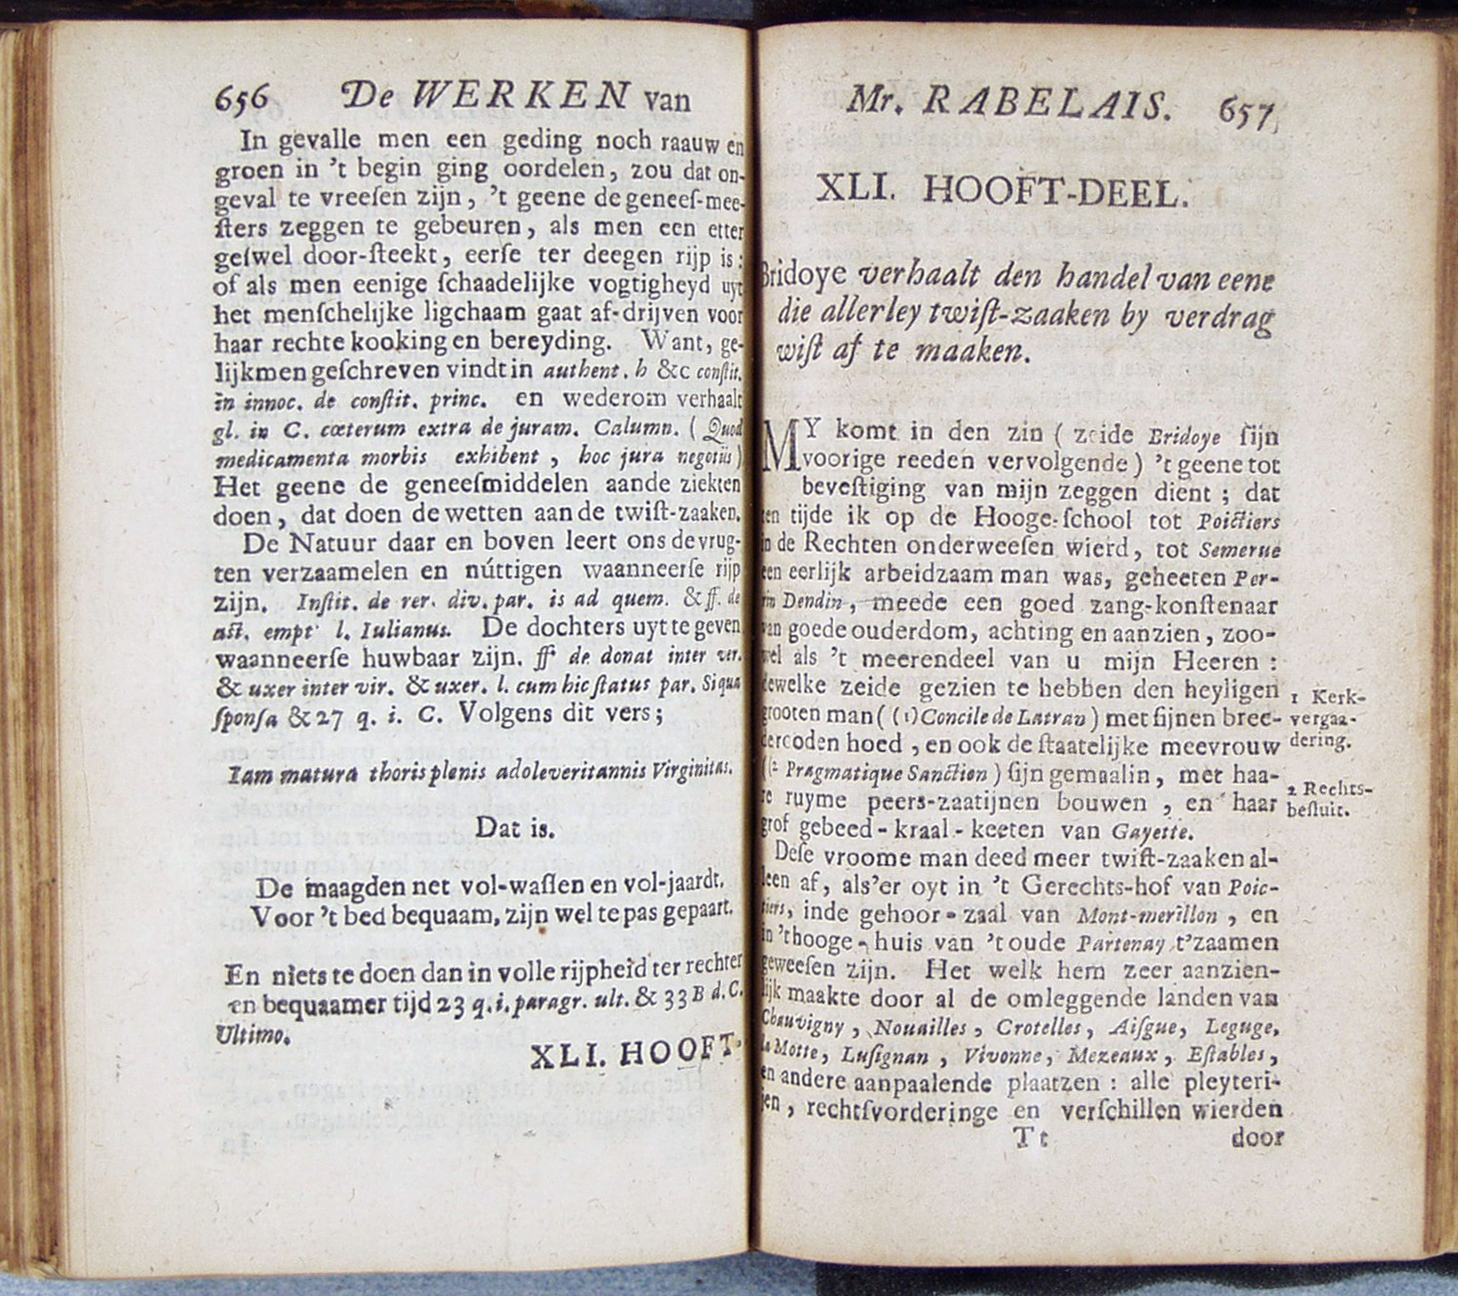 656 De WERKEN van
In gevalle men een geding noch raauw en
groen in 't begin ging oordelen, zou dat on-
geval te vreeſen zijn, 't geene de geneeſ-mee-
ſters zeggen te gebeuren, als men een etter
geſwel door-ſteekt, eerſe ter deegen rijp is:
of als men eenige ſchaadelijke vogtigheyd uyt
het menſchelijke ligchaam gaat af-drijven voor
haar rechte kooking en bereyding. Want, ge-
lijkmen geſchreven vindt in authent. h &c conſtit.
in innoc. de conſtit. princ. en wederom verhaalt
gl. in C. cœterum extra de juram. Calumn. (Quod
medicamenta morbis exhibent, hoc jura negotiis)
Het geene de geneeſmiddelen aande ziekten
doen, dat doen de wetten aan de twiſt-zaaken.
De Natuur daar en boven leert ons de vrug-
ten verzaamelen en núttigen waanneerſe rijp
zijn. Inſtit. de rer. div. par. is ad quem. & ff. de
act. empt l. Iulianus. De dochters uyt te geven
waanneerſe huwbaar zijn. ff de donat inter ver.
& uxer inter vir. & uxer. l. cum hic ſtatus par. Si qua
ſponſa & 27 q. i. C. Volgens dit vers;
Iam matura thoris plenis adoleverit annis Virginitas.
Dat is.
De maagden net vol-waſſen en vol-jaardt.
Voor 't bed bequaam, zijn wel te pas gepaart.
En niets te doen dan in volle rijpheid ter rechter
en bequaamer tijd 23 q. i. paragr. ult. & 33 B d. C.
Ultimo.
XLI. HOOFT-
Mr. RABELAIS. 657
XLI. HOOFT-DEEL.
Bridoye verhaalt den handel van eene
die allerley twiſt-zaaken by verdrag
wiſt af te maaken.
MY komt in den zin (zeide Bridoye ſijn
voorige reeden vervolgende) 't geene tot
beveſtiging van mijn zeggen dient; dat
ten tijde ik op de Hooge-ſchool tot Poictiers
in de Rechten onderweeſen wierd, tot Semerue
een eerlijk arbeidzaam man was, geheeten Per-
rin Dendin, meede een goed zang-konſtenaar
van goede ouderdom, achting en aanzien, zoo-
wel als 't meerendeel van u mijn Heeren:
dewelke zeide gezien te hebben den heyligen
grooten man ((1) Concile de Latran) met ſijnen bree-
dercoden hoed, en ook de ſtaatelijke meevrouw
((2 Pragmatique Sanction) ſijn gemaalin, met haa-
re ruyme peers-zaatijnen bouwen, en haar
grof gebeed-kraal-keeten van Gayette.
1 Kerk-
vergaa-
dering.
2 Rechts-
beſluit.
Deſe vroome man deed meer twiſt-zaaken al-
leen af, als'er oyt in 't Gerechts-hof van Poic-
tiers, inde gehoor-zaal van Mont-merillon, en
in 't hooge-huis van 't oude Partenay t'zaamen
geweeſen zijn. Het welk hem zeer aanzien-
lijk maakte door al de omleggende landen van
Chauvigny, Nouailles, Crotelles, Aiſgue, Leguge,
la Motte, Luſignan, Vivonne, Mezeaux, Eſtables,
en andere aanpaalende plaatzen: alle pleyteri-
jen, rechtſvorderinge en verſchillen wierden
Tt door